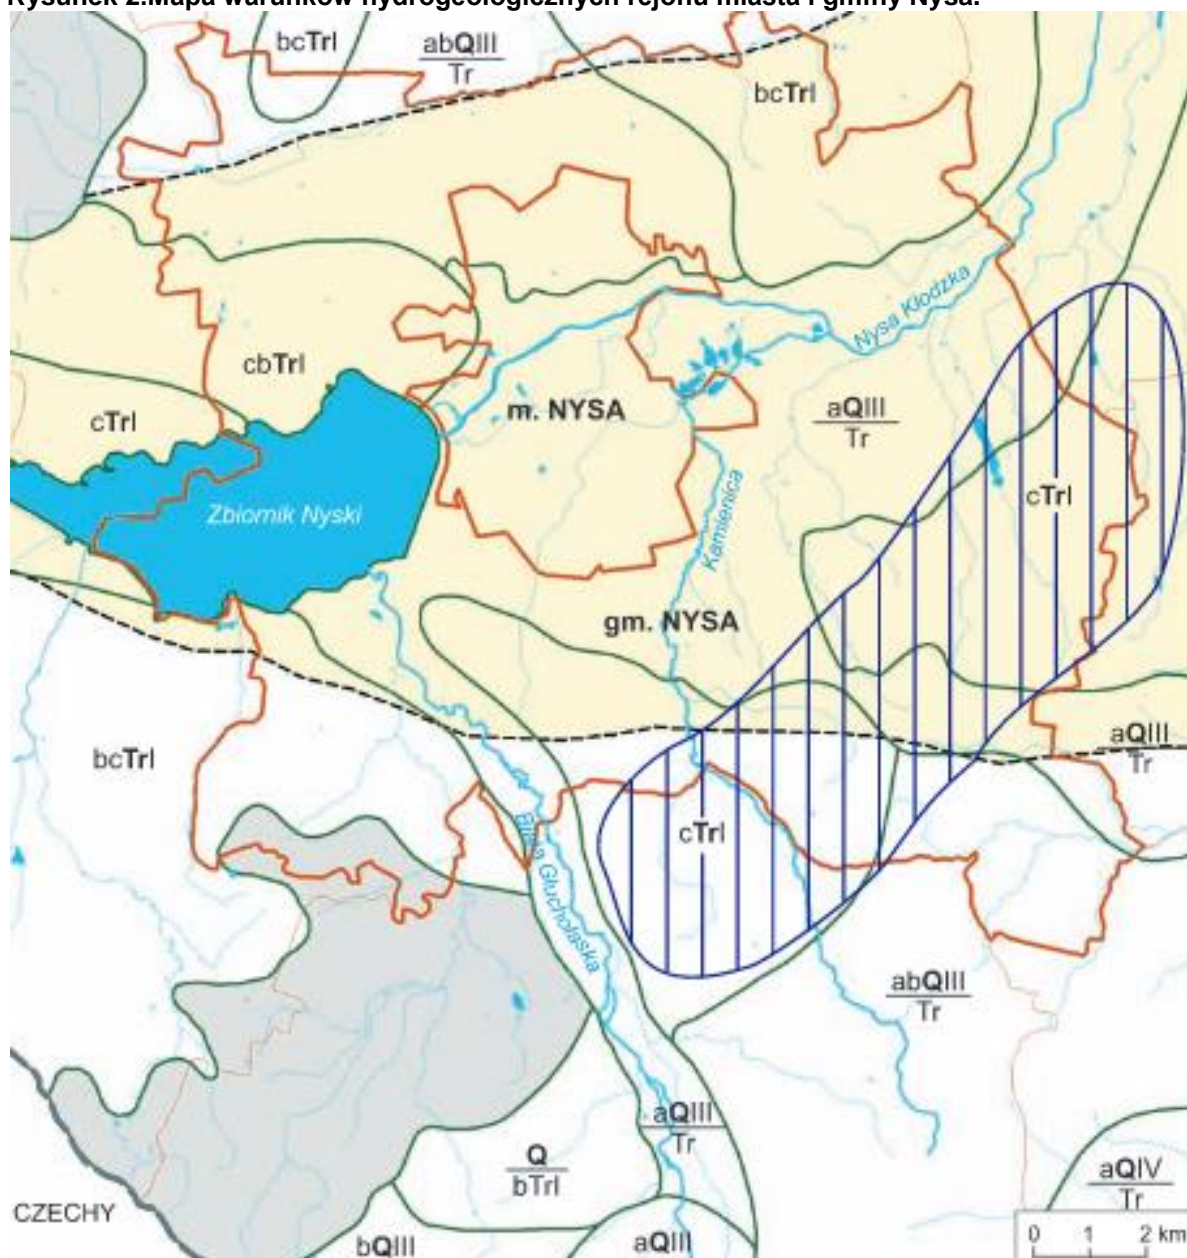 Rysunek 2.Mapa warunków hydrogeologicznych rejonu miasta i gminy Nysa.
bcTrI
abQIII
Tr
bcTrI
Nysa Kłodzka
cbTrI
cTrI
m. NYSA
aQIII
Tr
cTrI
Zbiornik Nyski
Kamienica
gm. NYSA
aQIII
Tr
bcTrI
cTrI
Biała Głuchołaska
abQIII
Tr
aQIII
Tr
Q
bTrI
aQIV
Tr
CZECHY
bQIII
aQIII
0 1 2 km